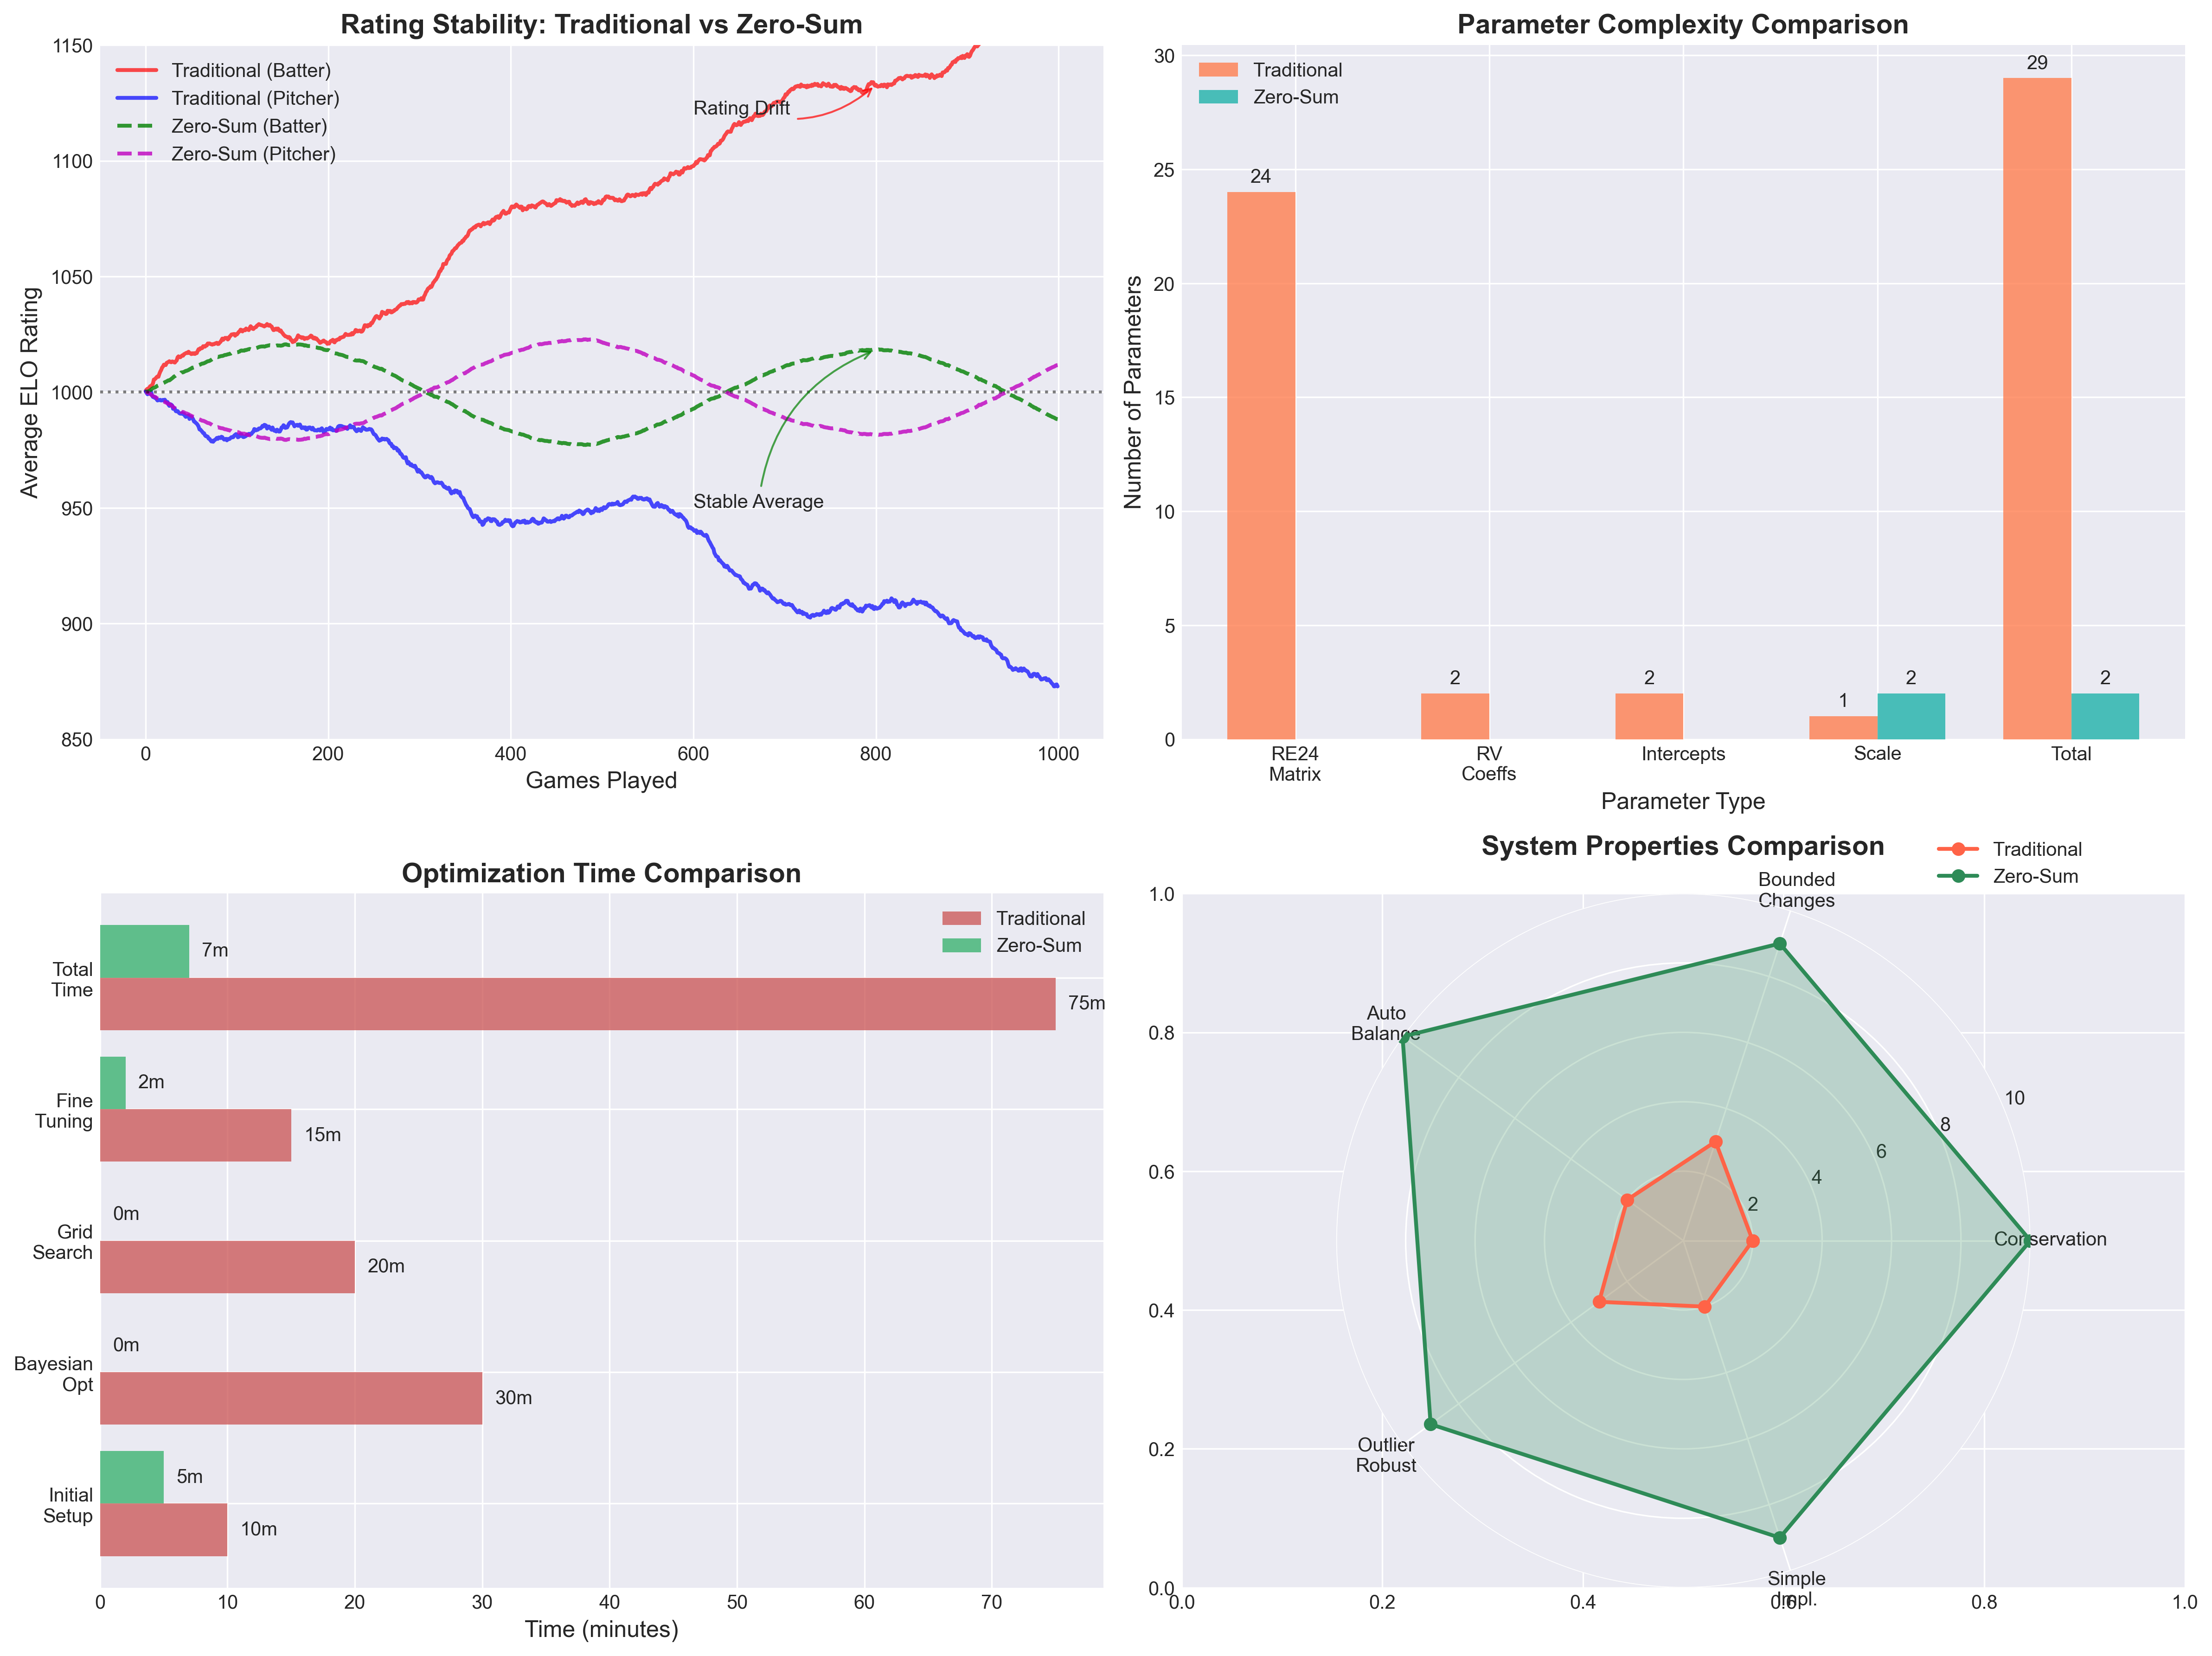 Rating Stability: Traditional vs Zero-Sum
1150
1100
1050
1000
950
900
850
Average ELO Rating
Traditional (Batter)
Traditional (Pitcher)
Zero-Sum (Batter)
Zero-Sum (Pitcher)
Rating Drift
Stable Average
0
200
400
600
800
1000
Games Played
Parameter Complexity Comparison
30
25
20
15
10
5
0
Number of Parameters
Traditional
Zero-Sum
24
2
2
1
2
29
2
RE24
Matrix
RV
Coeffs
Intercepts
Scale
Total
Parameter Type
Optimization Time Comparison
Traditional
Zero-Sum
Total
Time
7m
75m
Fine
Tuning
2m
15m
Grid
Search
0m
20m
Bayesian
Opt
0m
30m
Initial
Setup
5m
10m
0
10
20
30
40
50
60
70
Time (minutes)
System Properties Comparison
Traditional
Zero-Sum
1.0
0.8
0.6
0.4
0.2
0.0
Bounded
Changes
Auto
Balance
Conservation
Outlier
Robust
Simple
Impl.
2
4
6
8
10
0.0
0.2
0.4
0.6
0.8
1.0